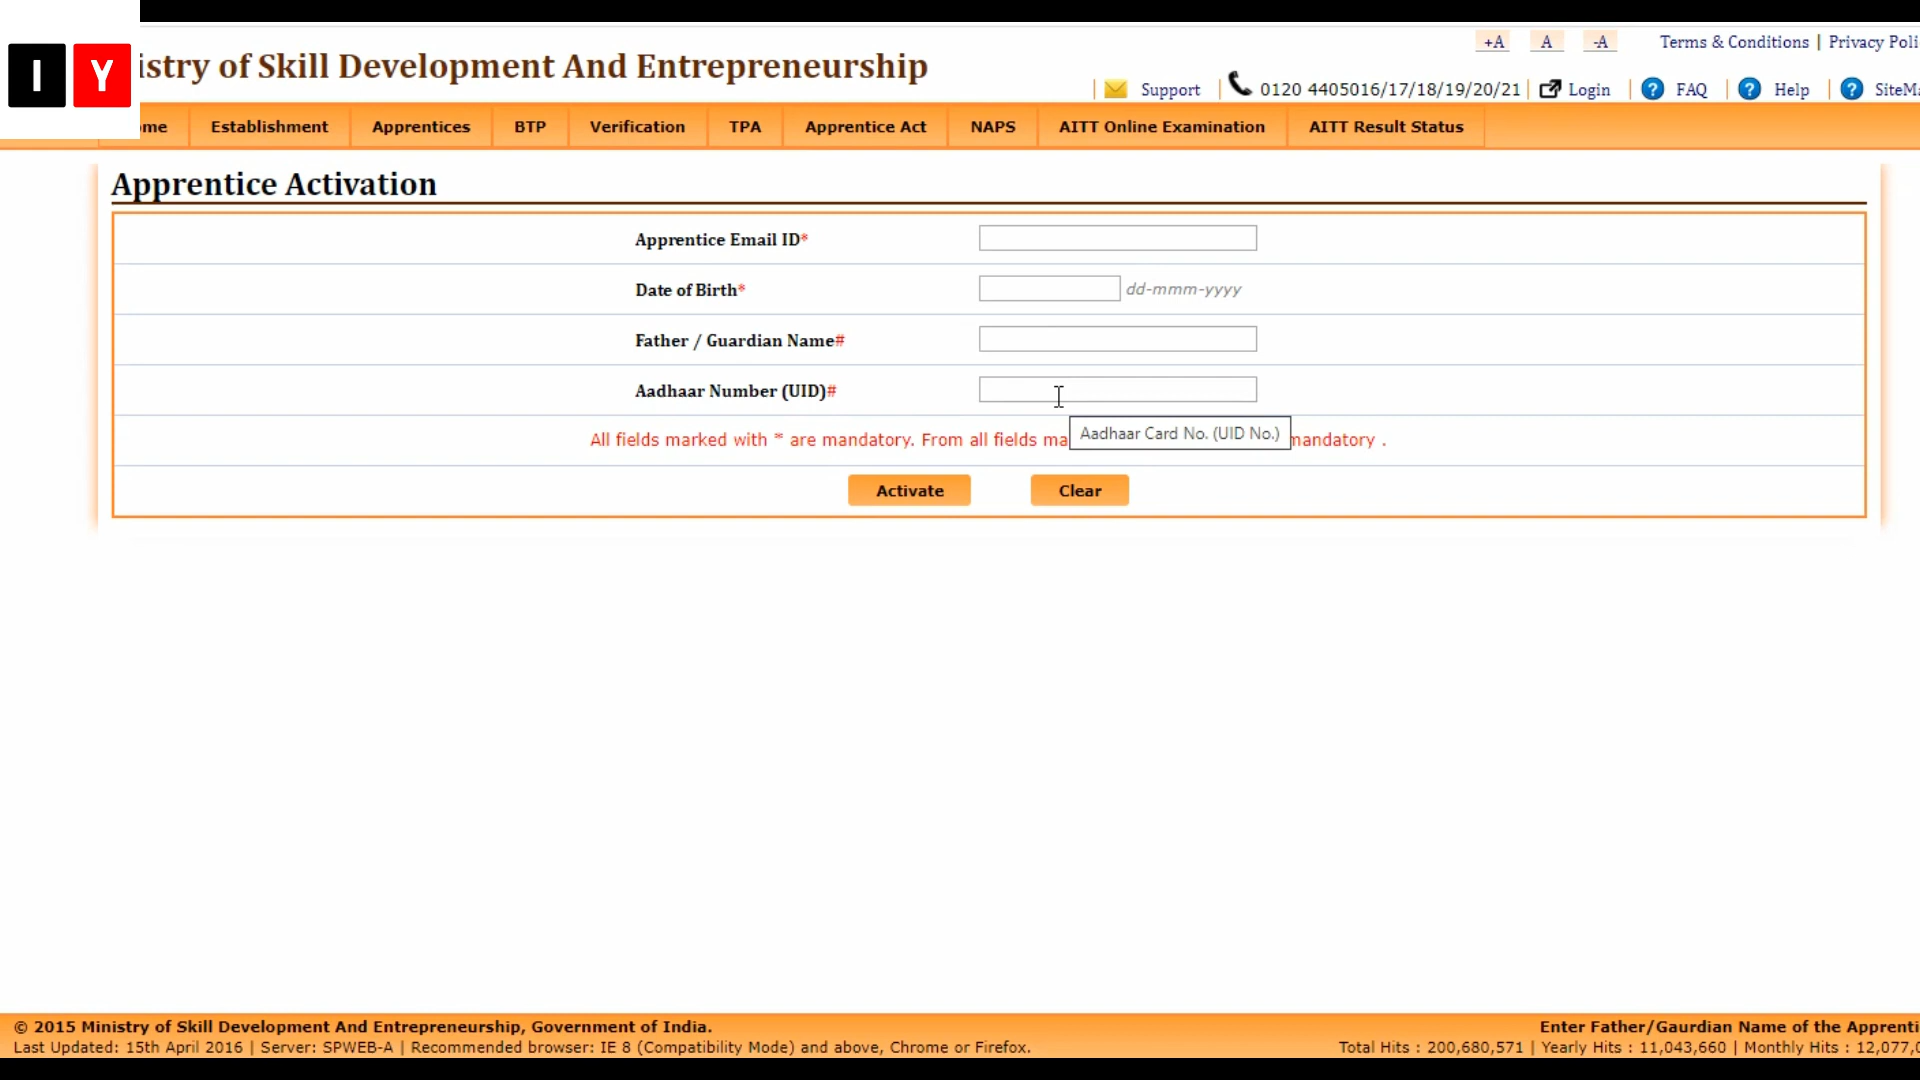 I Y
istry of Skill Development And Entrepreneurship
+A A -A Terms & Conditions | Privacy Poli
Support 0120 4405016/17/18/19/20/21 Login FAQ Help SiteMa
me Establishment Apprentices BTP Verification TPA Apprentice Act NAPS AITT Online Examination AITT Result Status
Apprentice Activation
Apprentice Email ID*
Date of Birth* dd-mmm-yyyy
Father / Guardian Name#
Aadhaar Number (UID)#
All fields marked with * are mandatory. From all fields ma mandatory .
Aadhaar Card No. (UID No.)
Activate Clear
© 2015 Ministry of Skill Development And Entrepreneurship, Government of India. Enter Father/Gaurdian Name of the Apprenti
Last Updated: 15th April 2016 | Server: SPWEB-A | Recommended browser: IE 8 (Compatibility Mode) and above, Chrome or Firefox. Total Hits : 200,680,571 | Yearly Hits : 11,043,660 | Monthly Hits : 12,077,0